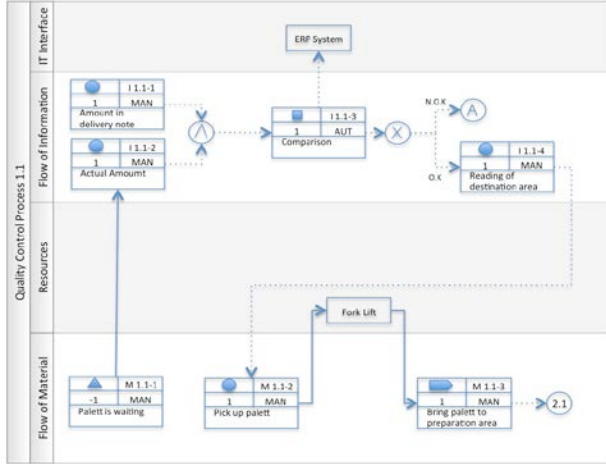 Quality Control Process 1.1
IT Interface
ERP System
Flow of Information
I 1.1-1
1 MAN
Amount in
delivery note
I 1.1-2
1 MAN
Actual Amount
I 1.1-3
1 AUT
Comparison
X
N.O.K
A
O.K
I 1.1-4
1 MAN
Reading of
destination area
Resources
Fork Lift
Flow of Material
M 1.1-1
-1 MAN
Palett is waiting
M 1.1-2
1 MAN
Pick up palett
M 1.1-3
1 MAN
Bring palett to
preparation area
2.1